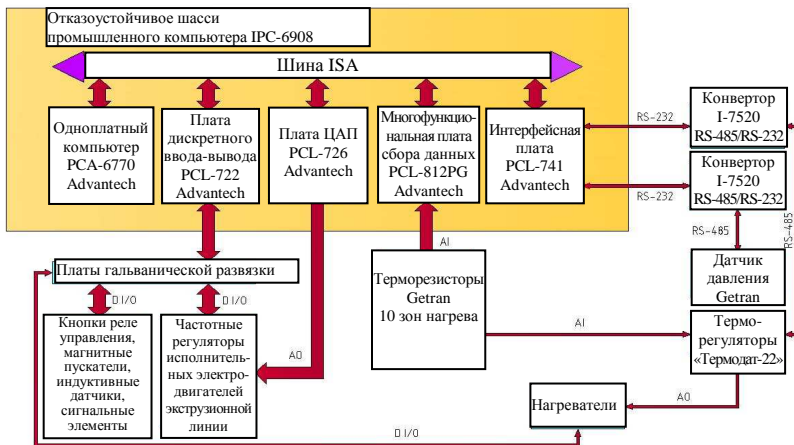 Отказоустойчивое шасси
промышленного компьютера IPC-6908
Шина ISA
Одноплатный
компьютер
PCA-6770
Advantech
Плата
дискретного
ввода-вывода
PCL-722
Advantech
Плата ЦАП
PCL-726
Advantech
Многофункцио-
нальная плата
сбора данных
PCL-812PG
Advantech
Интерфейсная
плата
PCL-741
Advantech
RS-232
Конвертор
I-7520
RS-485/RS-232
RS-232
Конвертор
I-7520
RS-485/RS-232
RS-485
RS-485
AI
Платы гальванической развязки
Терморезисторы
Getran
10 зон нагрева
Датчик
давления
Getran
D I/O
D I/O
AO
AI
Кнопки реле
управления,
магнитные
пускатели,
индуктивные
датчики,
сигнальные
элементы
Частотные
регуляторы
исполнитель-
ных электро-
двигателей
экструзионной
линии
Термо-
регуляторы
«Термодат-22»
AO
Нагреватели
D I/O